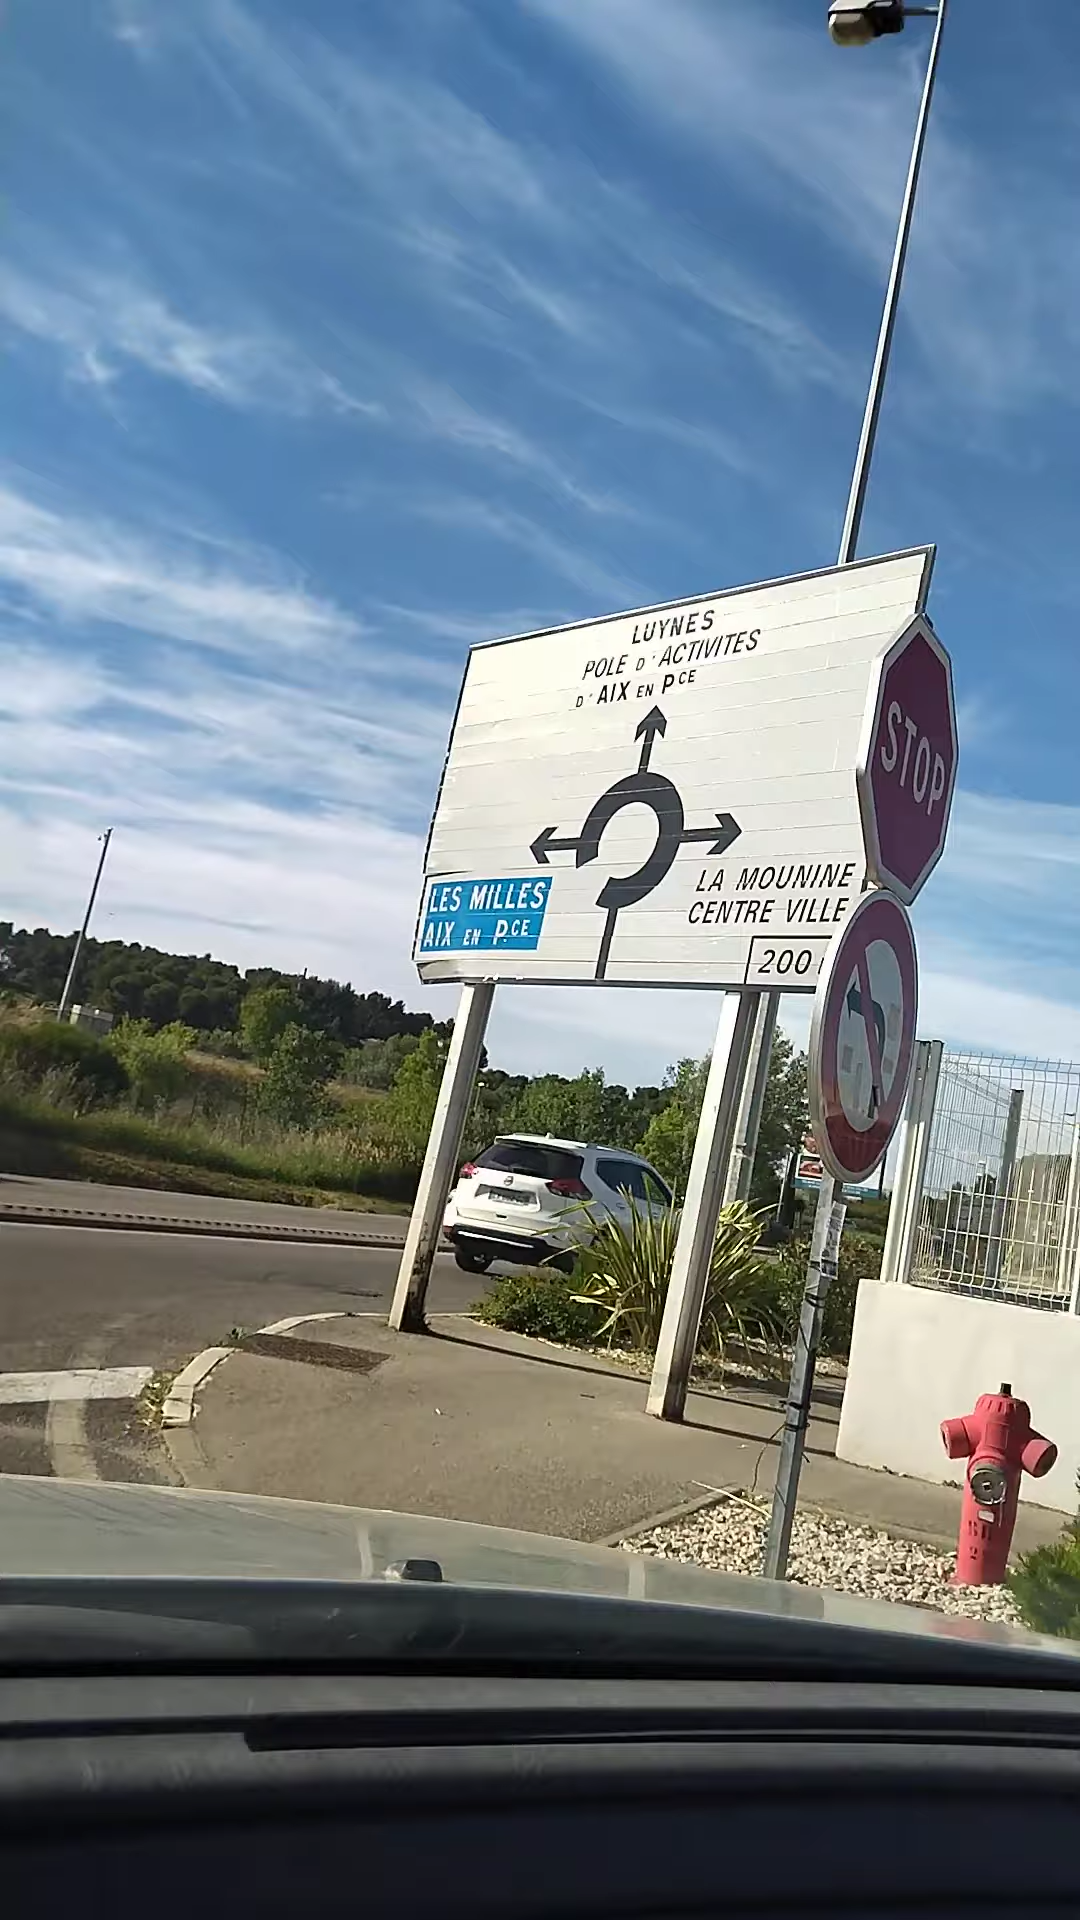 LUYNES
POLE D'ACTIVITES
D'AIX EN PCE
LES MILLES
AIX EN PCE
LA MOUNINE
CENTRE VILLE
200
STOP